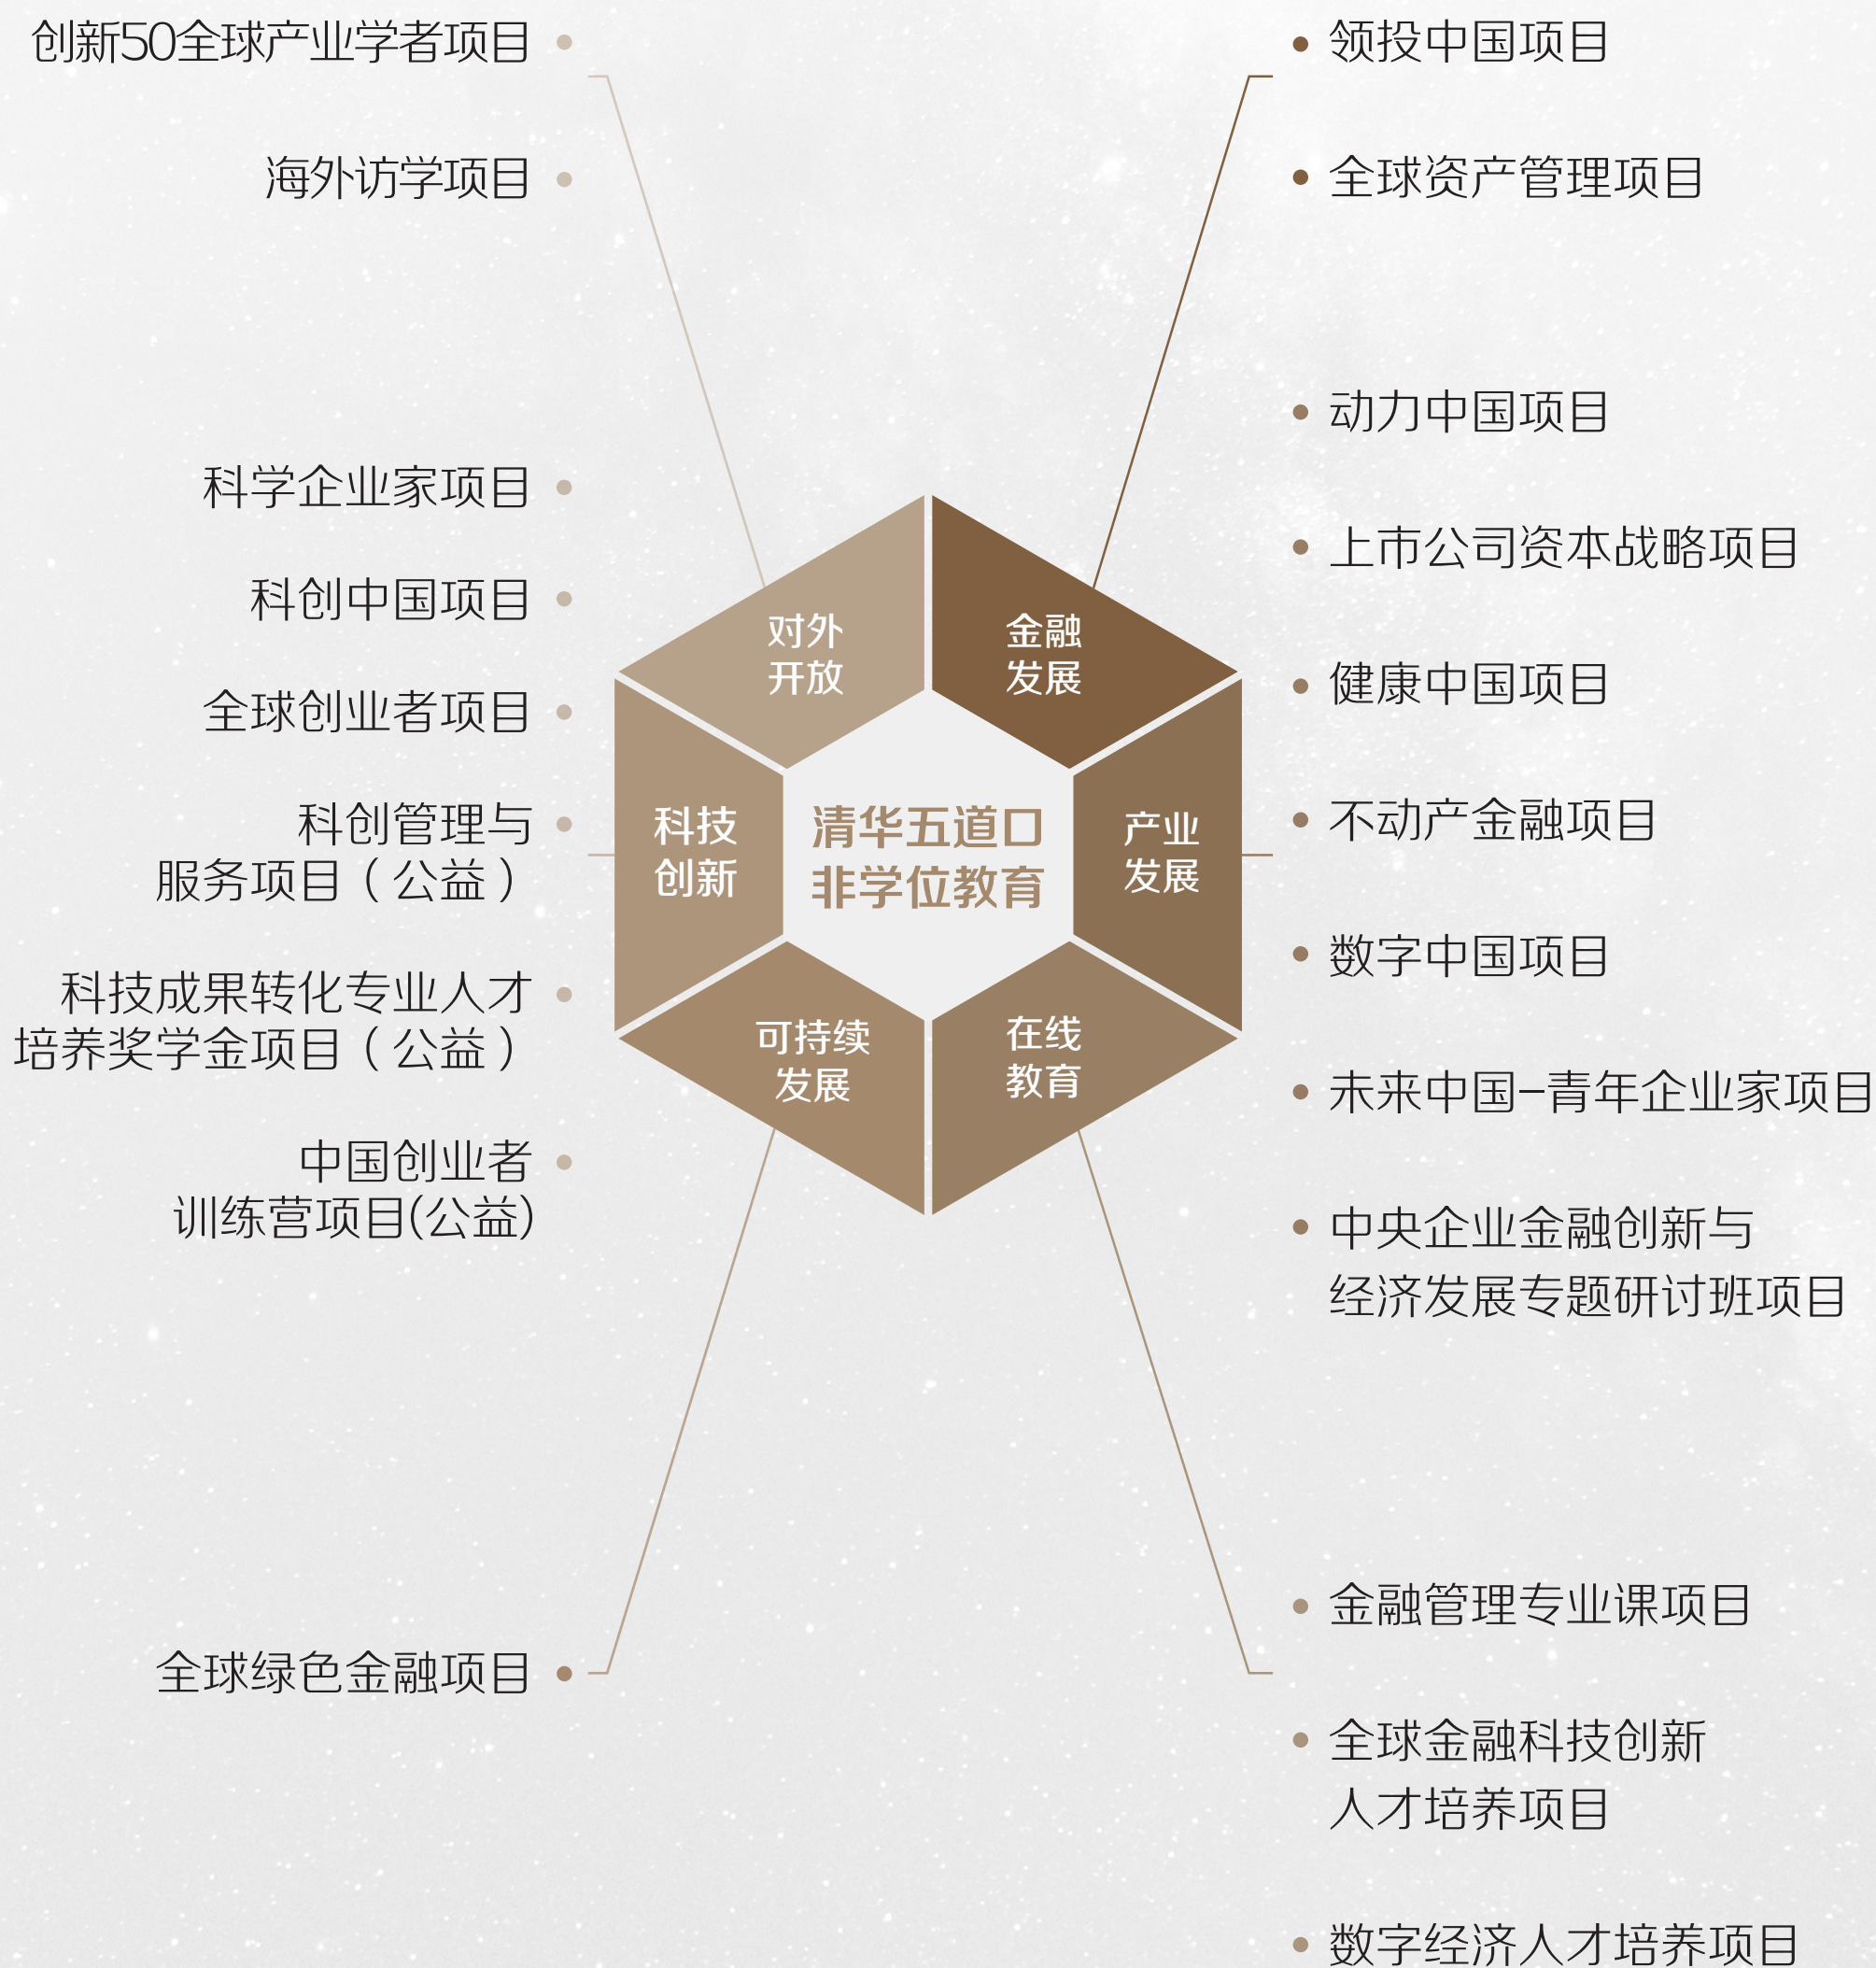 创新50全球产业学者项目
海外访学项目
科学企业家项目
科创中国项目
全球创业者项目
科创管理与
服务项目（公益）
科技成果转化专业人才
培养奖学金项目（公益）
中国创业者
训练营项目(公益)
全球绿色金融项目
对外
开放
金融
发展
科技
创新
清华五道口
非学位教育
产业
发展
可持续
发展
在线
教育
领投中国项目
全球资产管理项目
动力中国项目
上市公司资本战略项目
健康中国项目
不动产金融项目
数字中国项目
未来中国-青年企业家项目
中央企业金融创新与
经济发展专题研讨班项目
金融管理专业课项目
全球金融科技创新
人才培养项目
数字经济人才培养项目